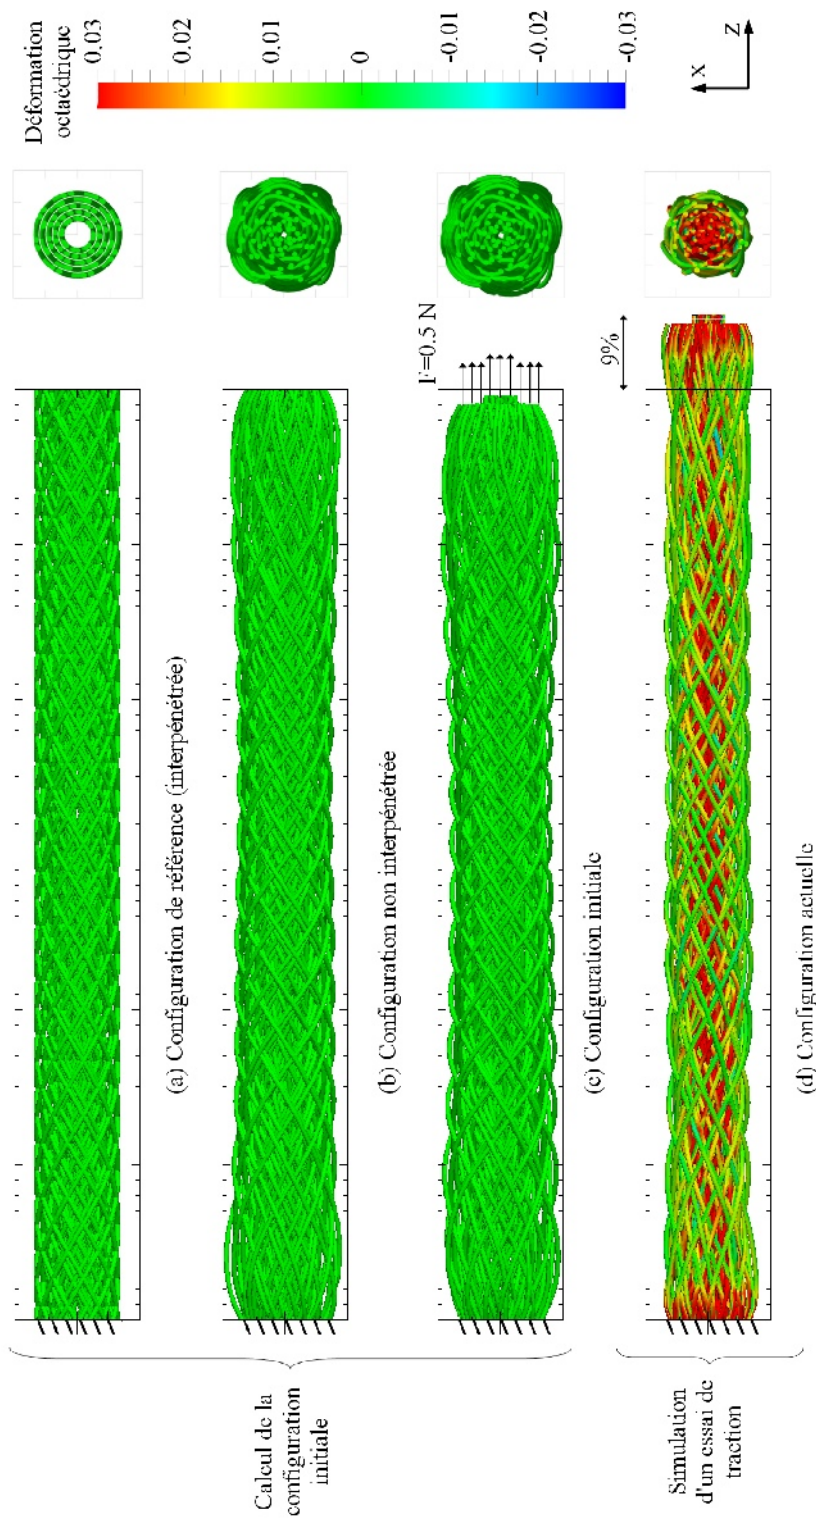 Calcul de la
configuration
initiale
(a) Configuration de référence (interpénétrée)
(b) Configuration non interpénétrée
F=0.5 N
(c) Configuration initiale
Simulation
d'un essai de
traction
9%
(d) Configuration actuelle
Déformation
octaédrique
0.03
0.02
0.01
0
-0.01
-0.02
-0.03
X
Z